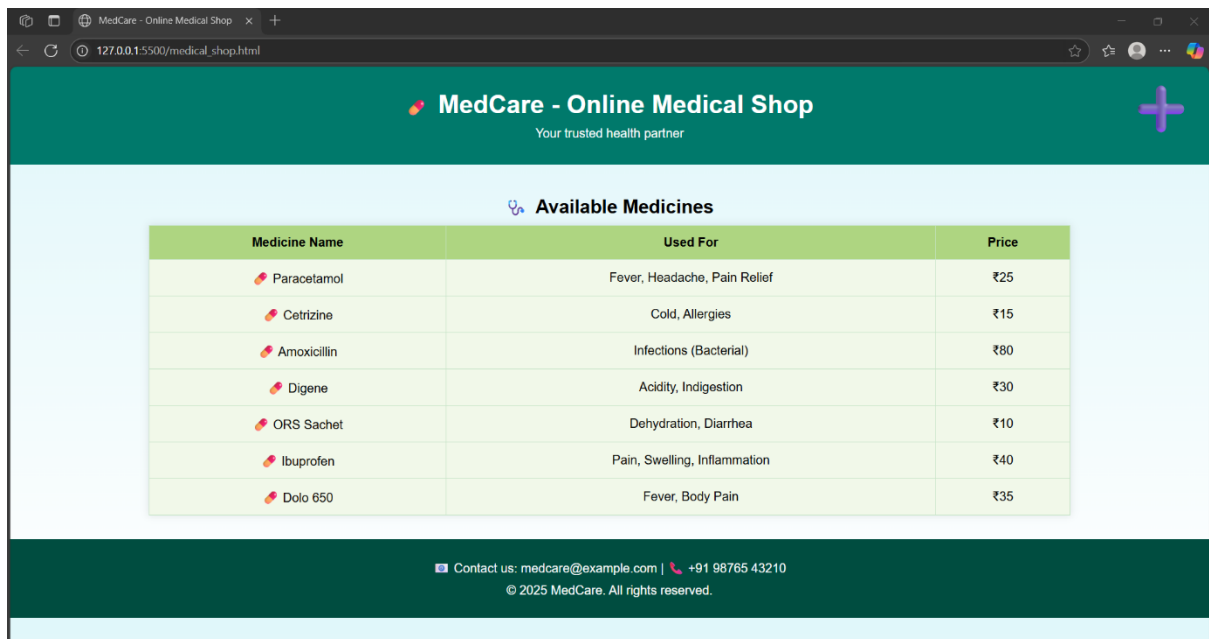 MedCare - Online Medical Shop
127.0.0.1:5500/medical_shop.html
MedCare - Online Medical Shop
Your trusted health partner
Available Medicines
Medicine Name Used For Price
Paracetamol Fever, Headache, Pain Relief ₹25
Cetrizine Cold, Allergies ₹15
Amoxicillin Infections (Bacterial) ₹80
Digene Acidity, Indigestion ₹30
ORS Sachet Dehydration, Diarrhea ₹10
Ibuprofen Pain, Swelling, Inflammation ₹40
Dolo 650 Fever, Body Pain ₹35
Contact us: medcare@example.com | +91 98765 43210
© 2025 MedCare. All rights reserved.